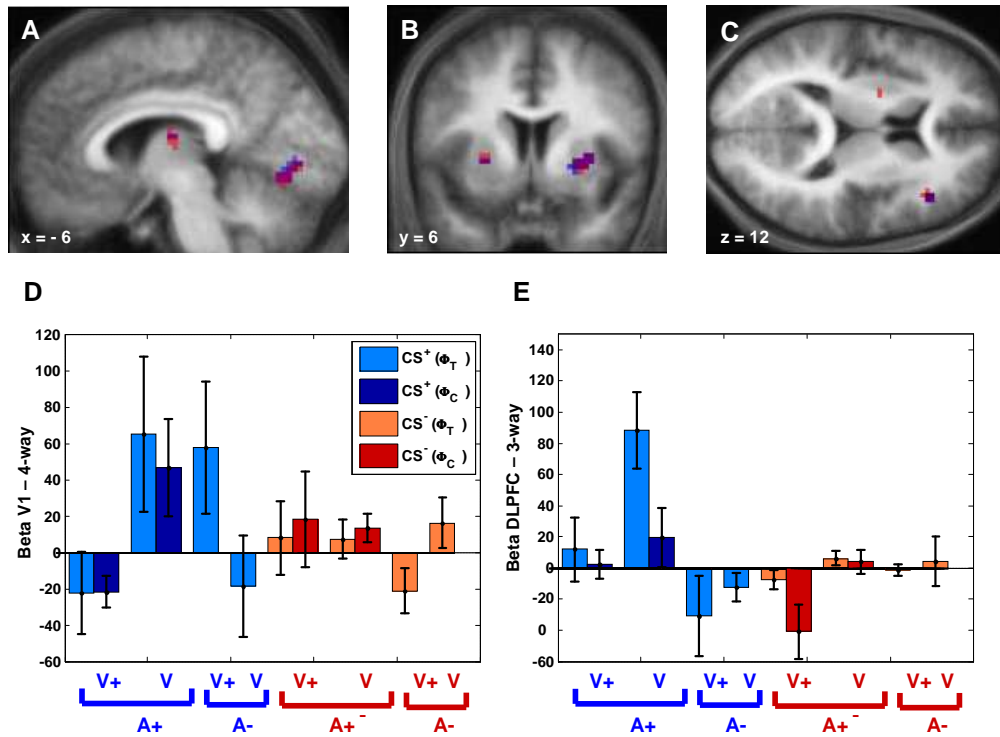 A
B
C
x = - 6
y = 6
z = 12
D
E
Beta V1 – 4-way
120
100
80
60
40
20
0
-20
-40
-60
CS+ (ΦT )
CS+ (ΦC )
CS- (ΦT )
CS- (ΦC )
V+ V V+ V V+ V V+ V
A+ A- A+ - A-
Beta DLPFC – 3-way
140
120
100
80
60
40
20
0
-20
0
-60
V+ V V+ V V+ V V+ V
A+ A- A+ - A-